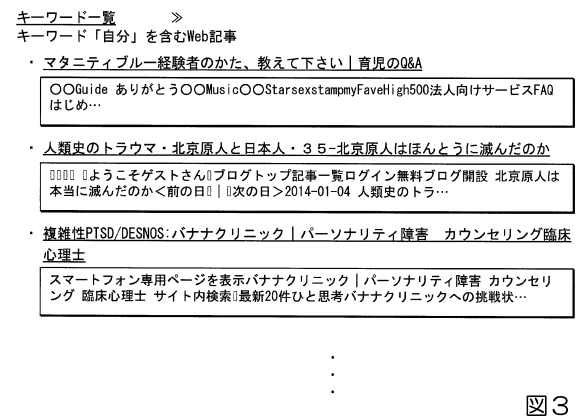 キーワード一覧 ≫
キーワード「自分」を含むWeb記事
・マタニティブルー経験者のかた、教えて下さい|育児のQ&A
〇〇Guide ありがとう〇〇Music〇〇StarsexstampmyFaveHigh500法人向けサービスFAQ
はじめ…
・人類史のトラウマ・北京原人と日本人・35-北京原人はほんとうに滅んだのか
▯▯▯▯ ▯ようこそゲストさん▯ブログトップ記事一覧ログイン無料ブログ開設 北京原人は
本当に滅んだのか<前の日▯|▯次の日>2014-01-04 人類史のトラ…
・複雑性PTSD/DESNOS:バナナクリニック|パーソナリティ障害 カウンセリング臨床
心理士
スマートフォン専用ページを表示バナナクリニック|パーソナリティ障害 カウンセリ
ング 臨床心理士 サイト内検索▯最新20件ひと思考バナナクリニックへの挑戦状…
・
・
・
図3